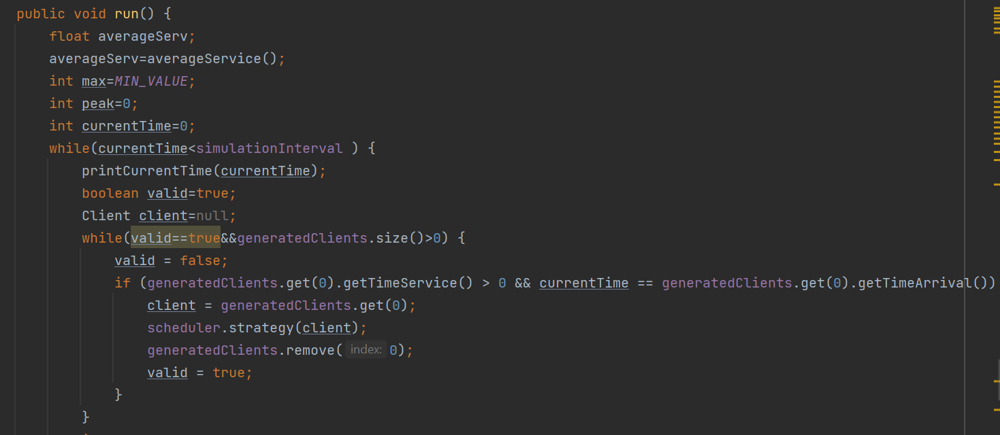 public void run() {
float averageServ;
averageServ=averageService();
int max=MIN_VALUE;
int peak=0;
int currentTime=0;
while(currentTime<simulationInterval ) {
printCurrentTime(currentTime);
boolean valid=true;
Client client=null;
while(valid==true&&generatedClients.size()>0) {
valid = false;
if (generatedClients.get(0).getTimeService() > 0 && currentTime == generatedClients.get(0).getTimeArrival())
client = generatedClients.get(0);
scheduler.strategy(client);
generatedClients.remove( index: 0);
valid = true;
}
}